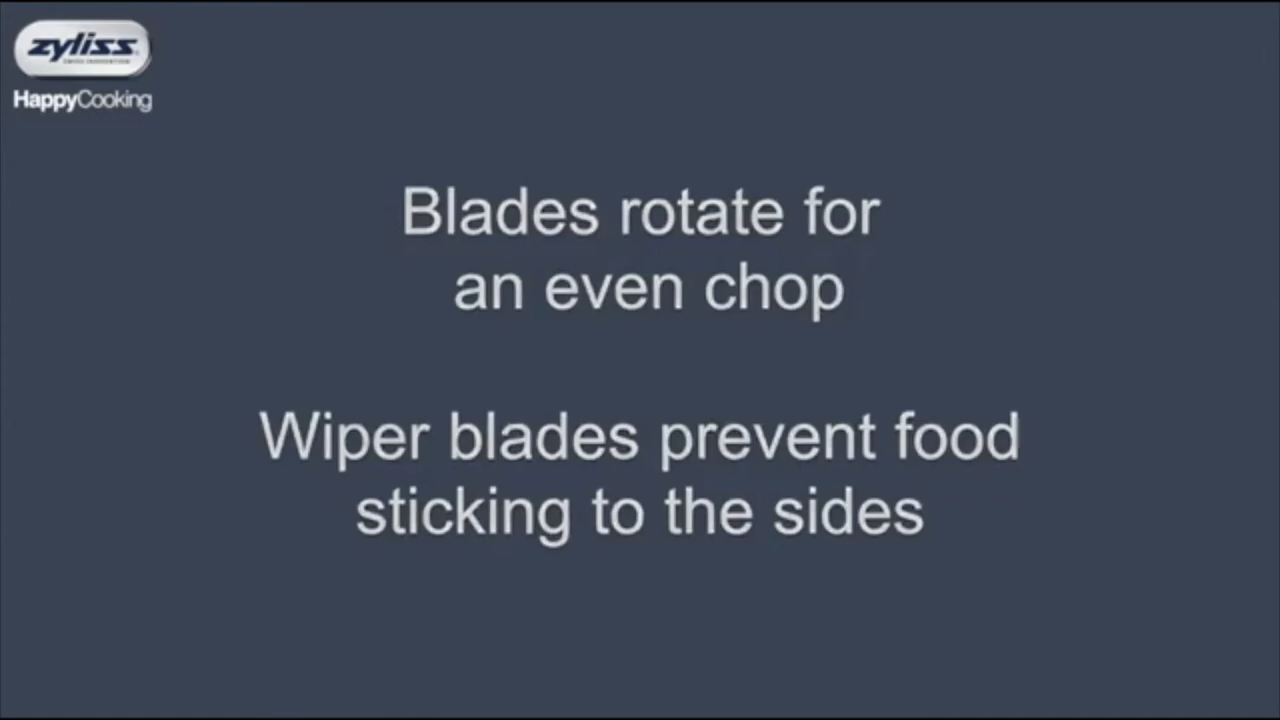 zyliss
HappyCooking
Blades rotate for
an even chop
Wiper blades prevent food
sticking to the sides